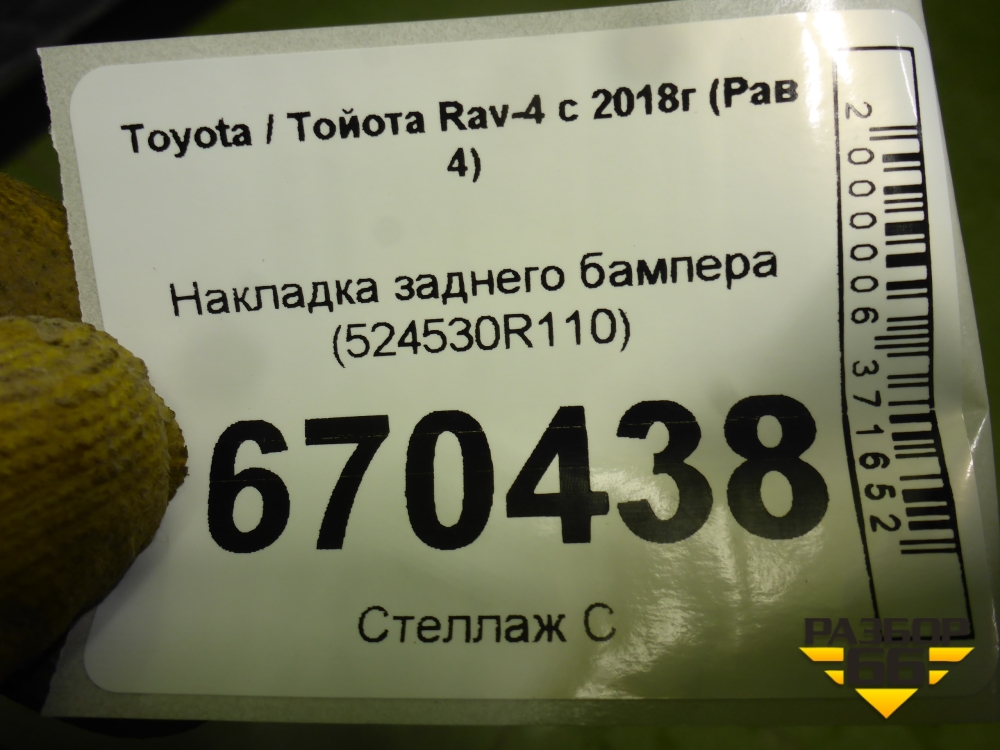 Toyota / Тойота Rav-4 с 2018г (Рав
4)
Накладка заднего бампера
(524530R110)
670438
Стеллаж С
2000006371652
РАЗБОР
66